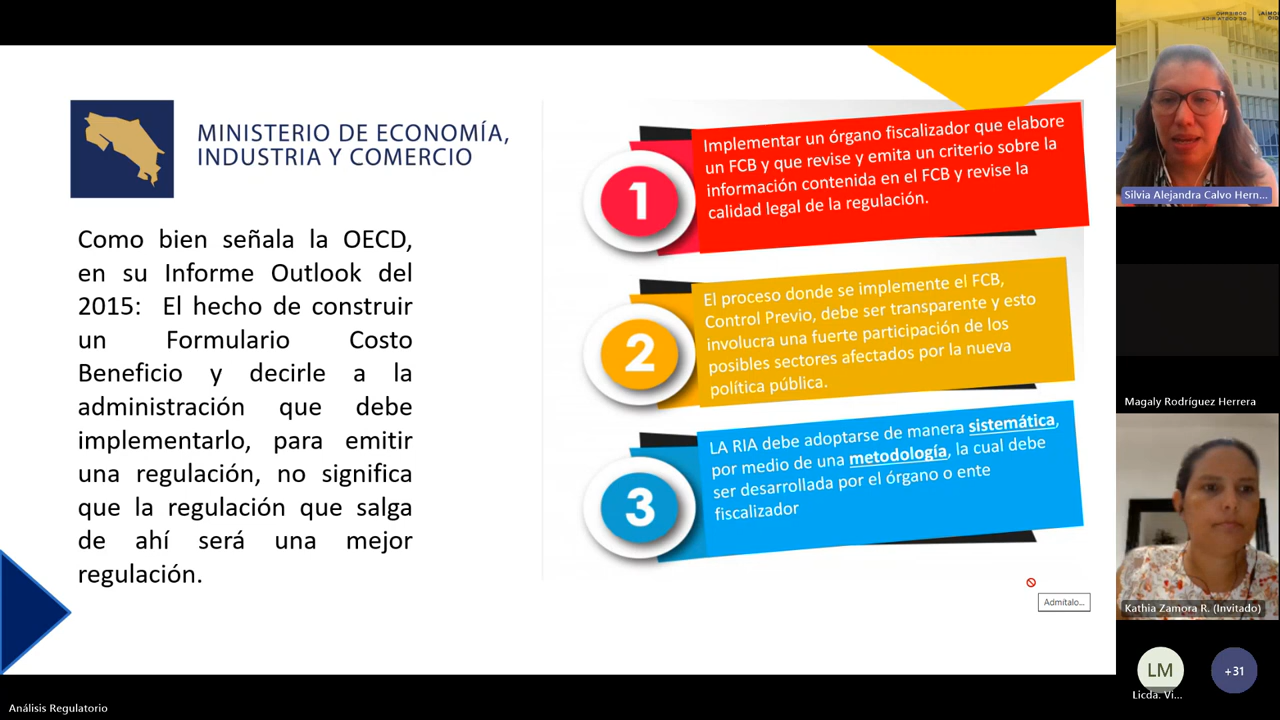 MINISTERIO DE ECONOMÍA,
INDUSTRIA Y COMERCIO
Como bien señala la OECD,
en su Informe Outlook del
2015: El hecho de construir
un Formulario Costo
Beneficio y decirle a la
administración que debe
implementarlo, para emitir
una regulación, no significa
que la regulación que salga
de ahí será una mejor
regulación.
1
Implementar un órgano fiscalizador que elabore
un FCB y que revise y emita un criterio sobre la
información contenida en el FCB y revise la
calidad legal de la regulación.
2
El proceso donde se implemente el FCB,
Control Previo, debe ser transparente y esto
involucra una fuerte participación de los
posibles sectores afectados por la nueva
política pública.
3
LA RIA debe adoptarse de manera sistemática,
por medio de una metodología, la cual debe
ser desarrollada por el órgano o ente
fiscalizador
Admítalo...
Silvia Alejandra Calvo Hern...
Magaly Rodríguez Herrera
Kathia Zamora R. (Invitado)
LM
+31
Licda. Vi...
Análisis Regulatorio